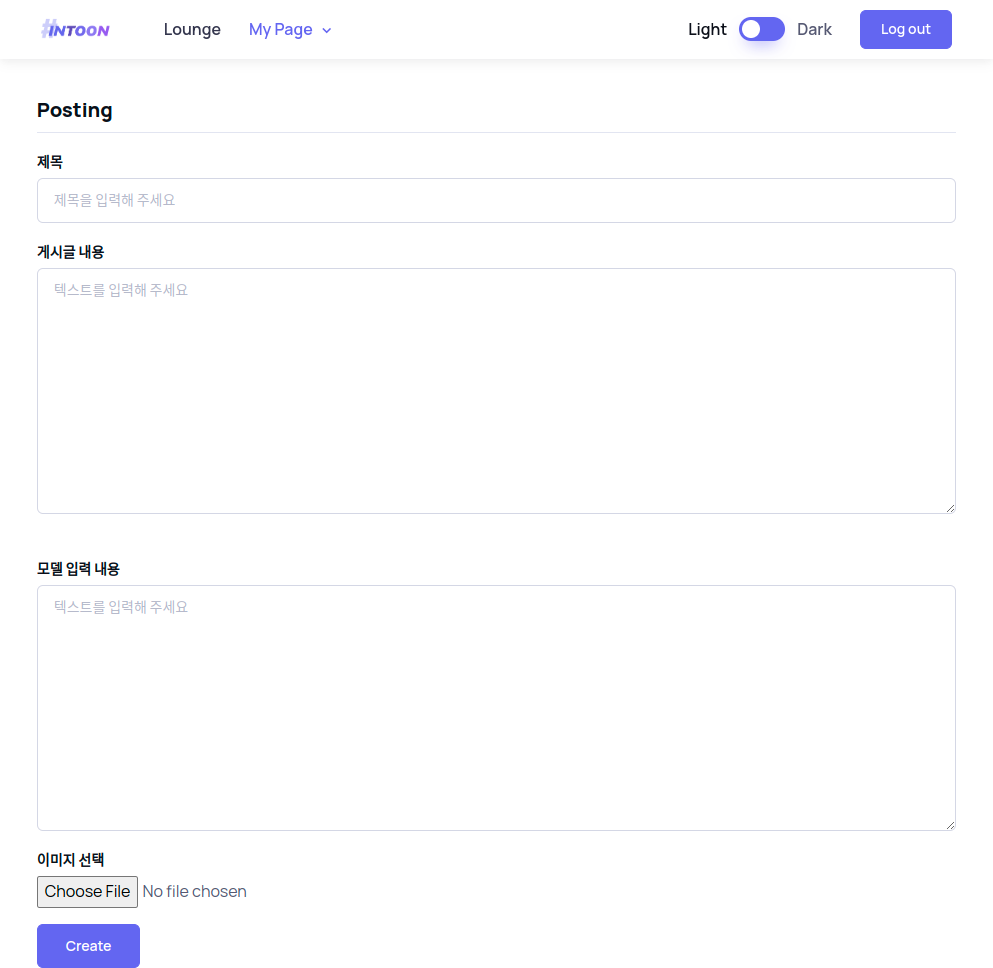 #INTOON
Lounge
My Page
Light
Dark
Log out
Posting
제목
제목을 입력해 주세요
게시글 내용
텍스트를 입력해 주세요
모델 입력 내용
텍스트를 입력해 주세요
이미지 선택
Choose File No file chosen
Create